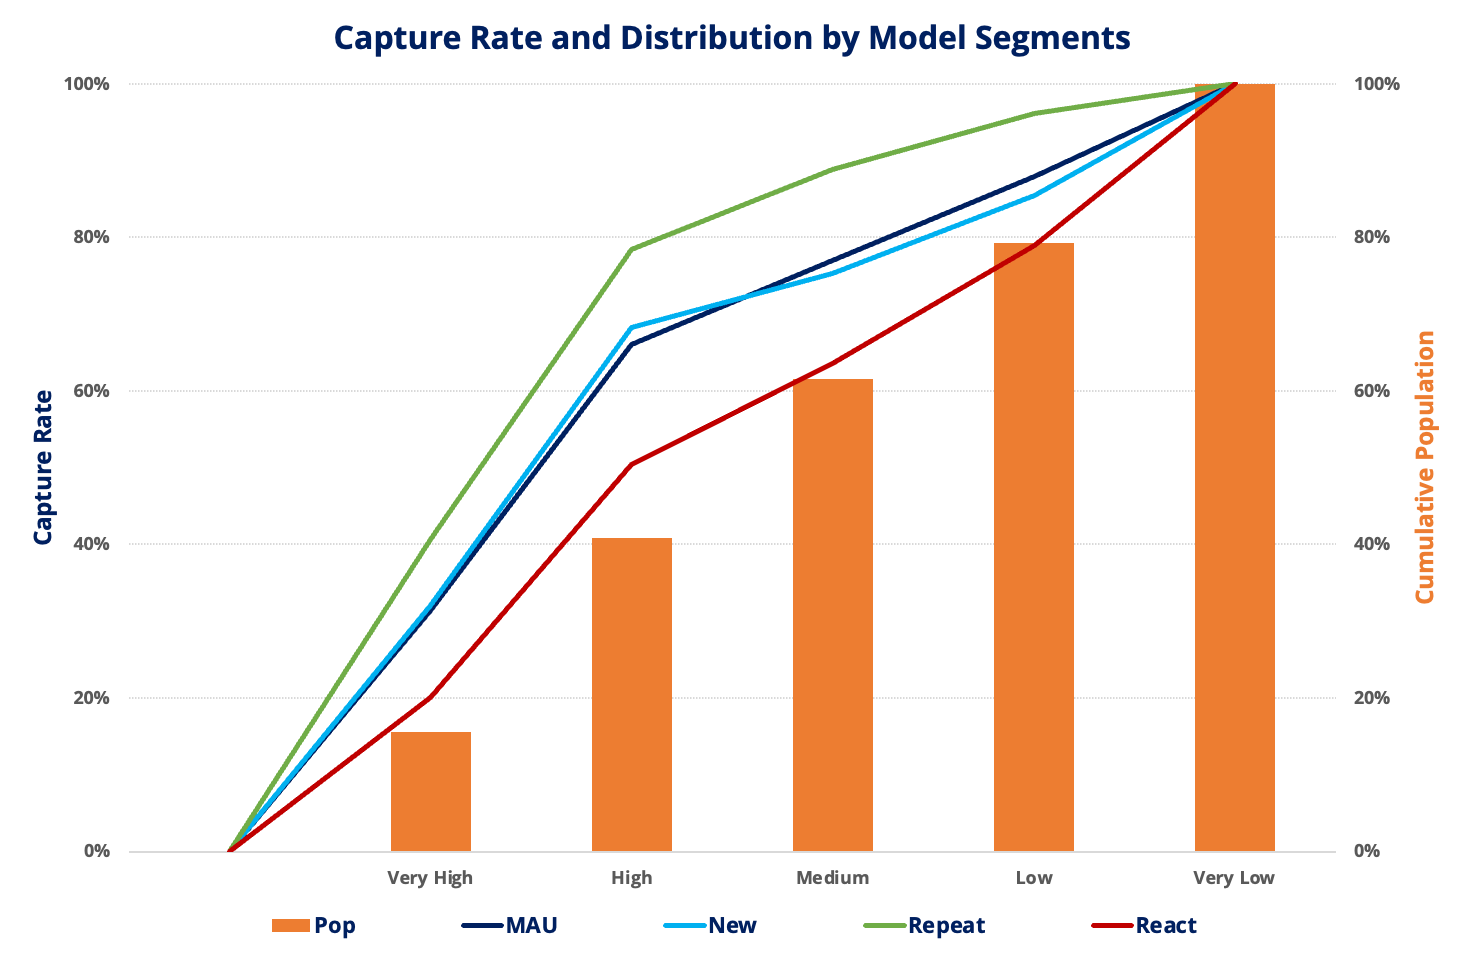 Capture Rate and Distribution by Model Segments
100%
80%
60%
40%
20%
0%
Capture Rate
100%
80%
60%
40%
20%
0%
Cumulative Population
Very High
High
Medium
Low
Very Low
Pop
MAU
New
Repeat
React